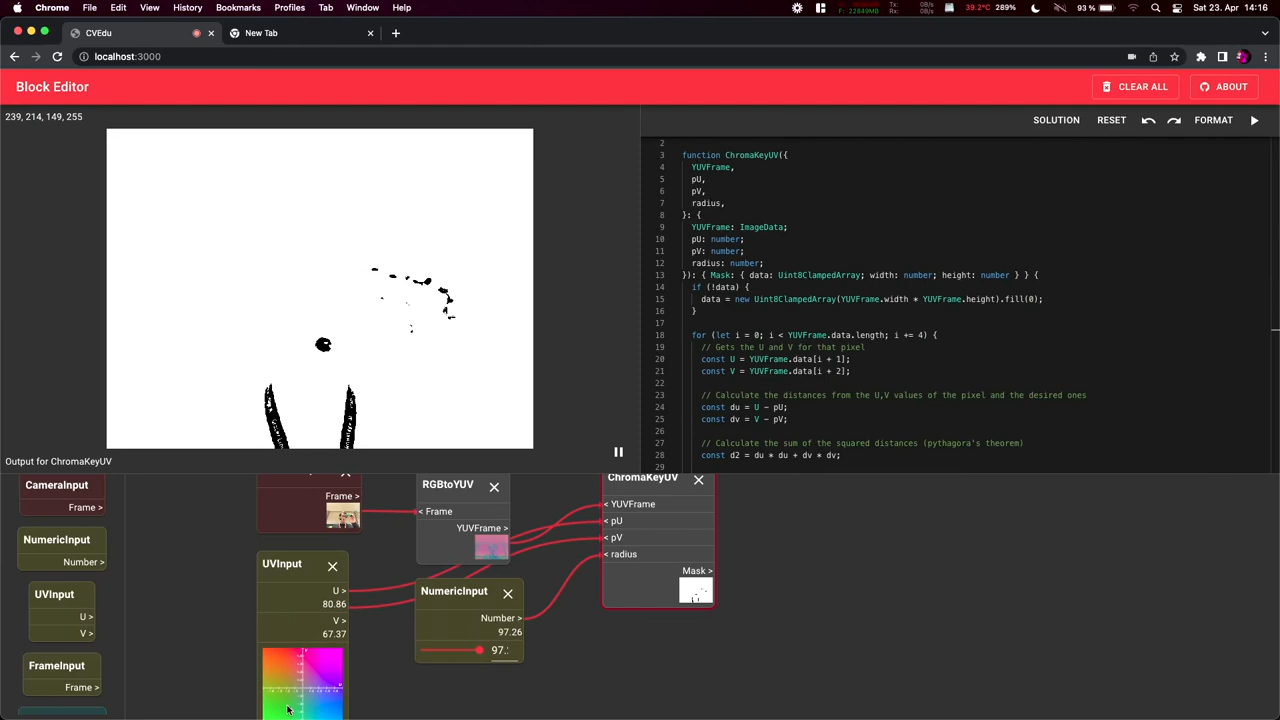 Chrome File Edit View History Bookmarks Profiles Tab Window Help 39.2°C 289% 93 % Sat 23. Apr 14:16
CVEdu New Tab
localhost:3000
Block Editor CLEAR ALL ABOUT
239, 214, 149, 255
SOLUTION RESET FORMAT
2
3 function ChromaKeyUV({
4 YUVFrame,
5 pU,
6 pV,
7 radius,
8 }: {
9 YUVFrame: ImageData;
10 pU: number;
11 pV: number;
12 radius: number;
13 }): { Mask: { data: Uint8ClampedArray; width: number; height: number } } {
14 if (!data) {
15 data = new Uint8ClampedArray(YUVFrame.width * YUVFrame.height).fill(0);
16 }
17
18 for (let i = 0; i < YUVFrame.data.length; i += 4) {
19 // Gets the U and V for that pixel
20 const U = YUVFrame.data[i + 1];
21 const V = YUVFrame.data[i + 2];
22
23 // Calculate the distances from the U,V values of the pixel and the desired ones
24 const du = U - pU;
25 const dv = V - pV;
26
27 // Calculate the sum of the squared distances (pythagora's theorem)
28 const d2 = du * du + dv * dv;
29
Output for ChromaKeyUV
CameraInput
Frame >
NumericInput
Number >
UVInput
U >
V >
FrameInput
Frame >
Frame >
UVInput
U >
80.86
V >
67.37
RGBtoYUV
< Frame
YUVFrame >
NumericInput
Number >
97.26
97.
ChromaKeyUV
< YUVFrame
< pU
< pV
< radius
Mask >